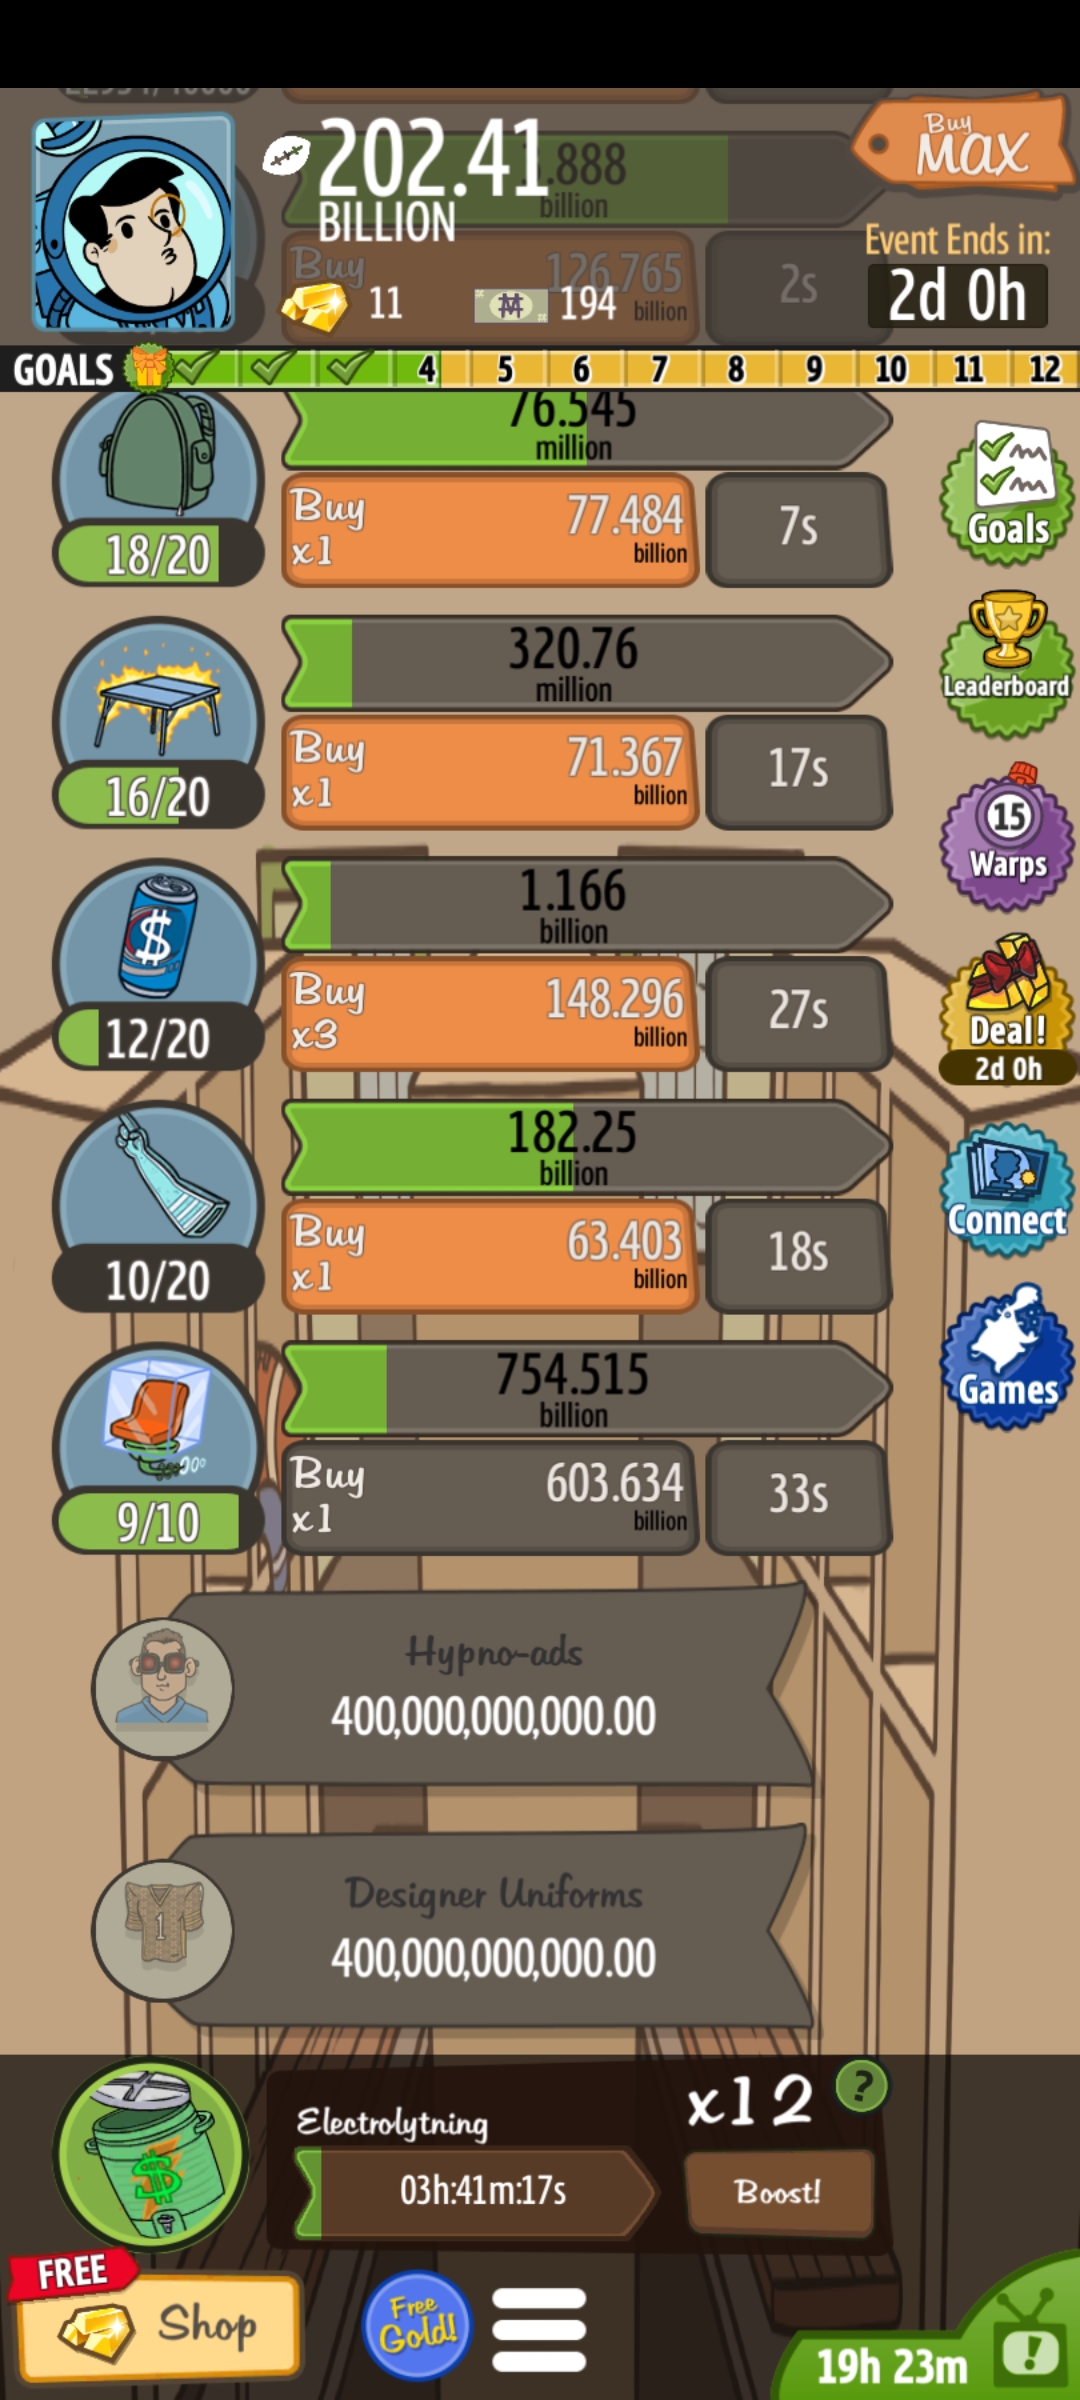 202.41
BILLION
.888
billion
Buy
MAX
Event Ends in:
2d 0h
Buy
126.765
billion
2s
11
194
GOALS 4 5 6 7 8 9 10 11 12
76.545
million
Buy
x1
77.484
billion
7s
18/20
Goals
320.76
million
Buy
x1
71.367
billion
17s
16/20
Leaderboard
15
Warps
1.166
billion
$
Buy
x3
148.296
billion
27s
12/20
Deal!
2d 0h
182.25
billion
Buy
x1
63.403
billion
18s
10/20
Connect
754.515
billion
Buy
x1
603.634
billion
33s
9/10
Games
Hypno-ads
400,000,000,000.00
Designer Uniforms
1
400,000,000,000.00
x12
?
Electrolytning
$
03h:41m:17s
Boost!
FREE
Shop
Free
Gold!
19h 23m
!